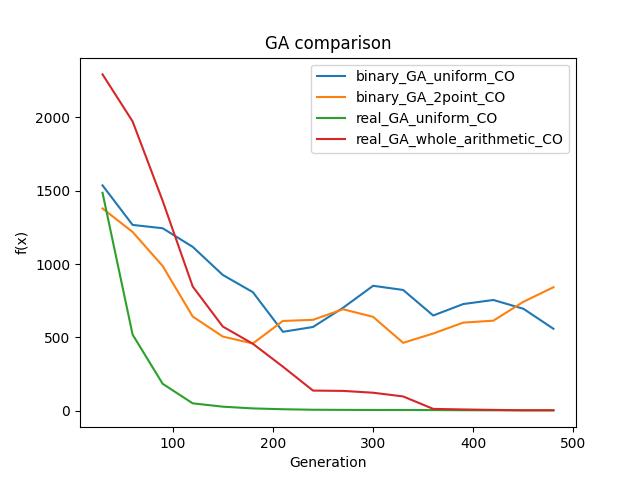 GA comparison
binary_GA_uniform_CO
binary_GA_2point_CO
real_GA_uniform_CO
real_GA_whole_arithmetic_CO
f(x)
2000
1500
1000
500
0
100 200 300 400 500
Generation